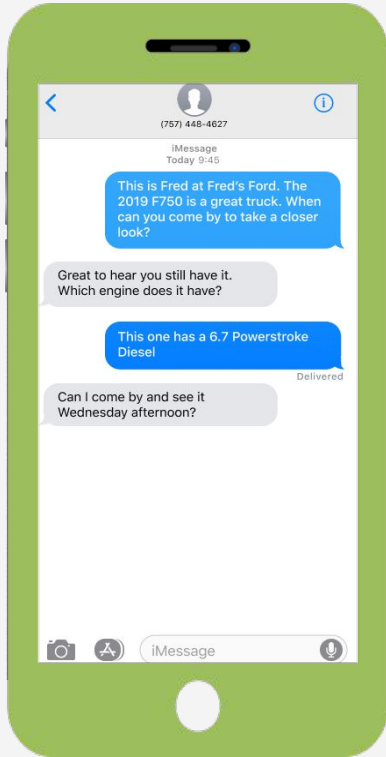 (757) 448-4627
iMessage
Today 9:45
This is Fred at Fred's Ford. The
2019 F750 is a great truck. When
can you come by to take a closer
look?
Great to hear you still have it.
Which engine does it have?
This one has a 6.7 Powerstroke
Diesel
Delivered
Can I come by and see it
Wednesday afternoon?
iMessage